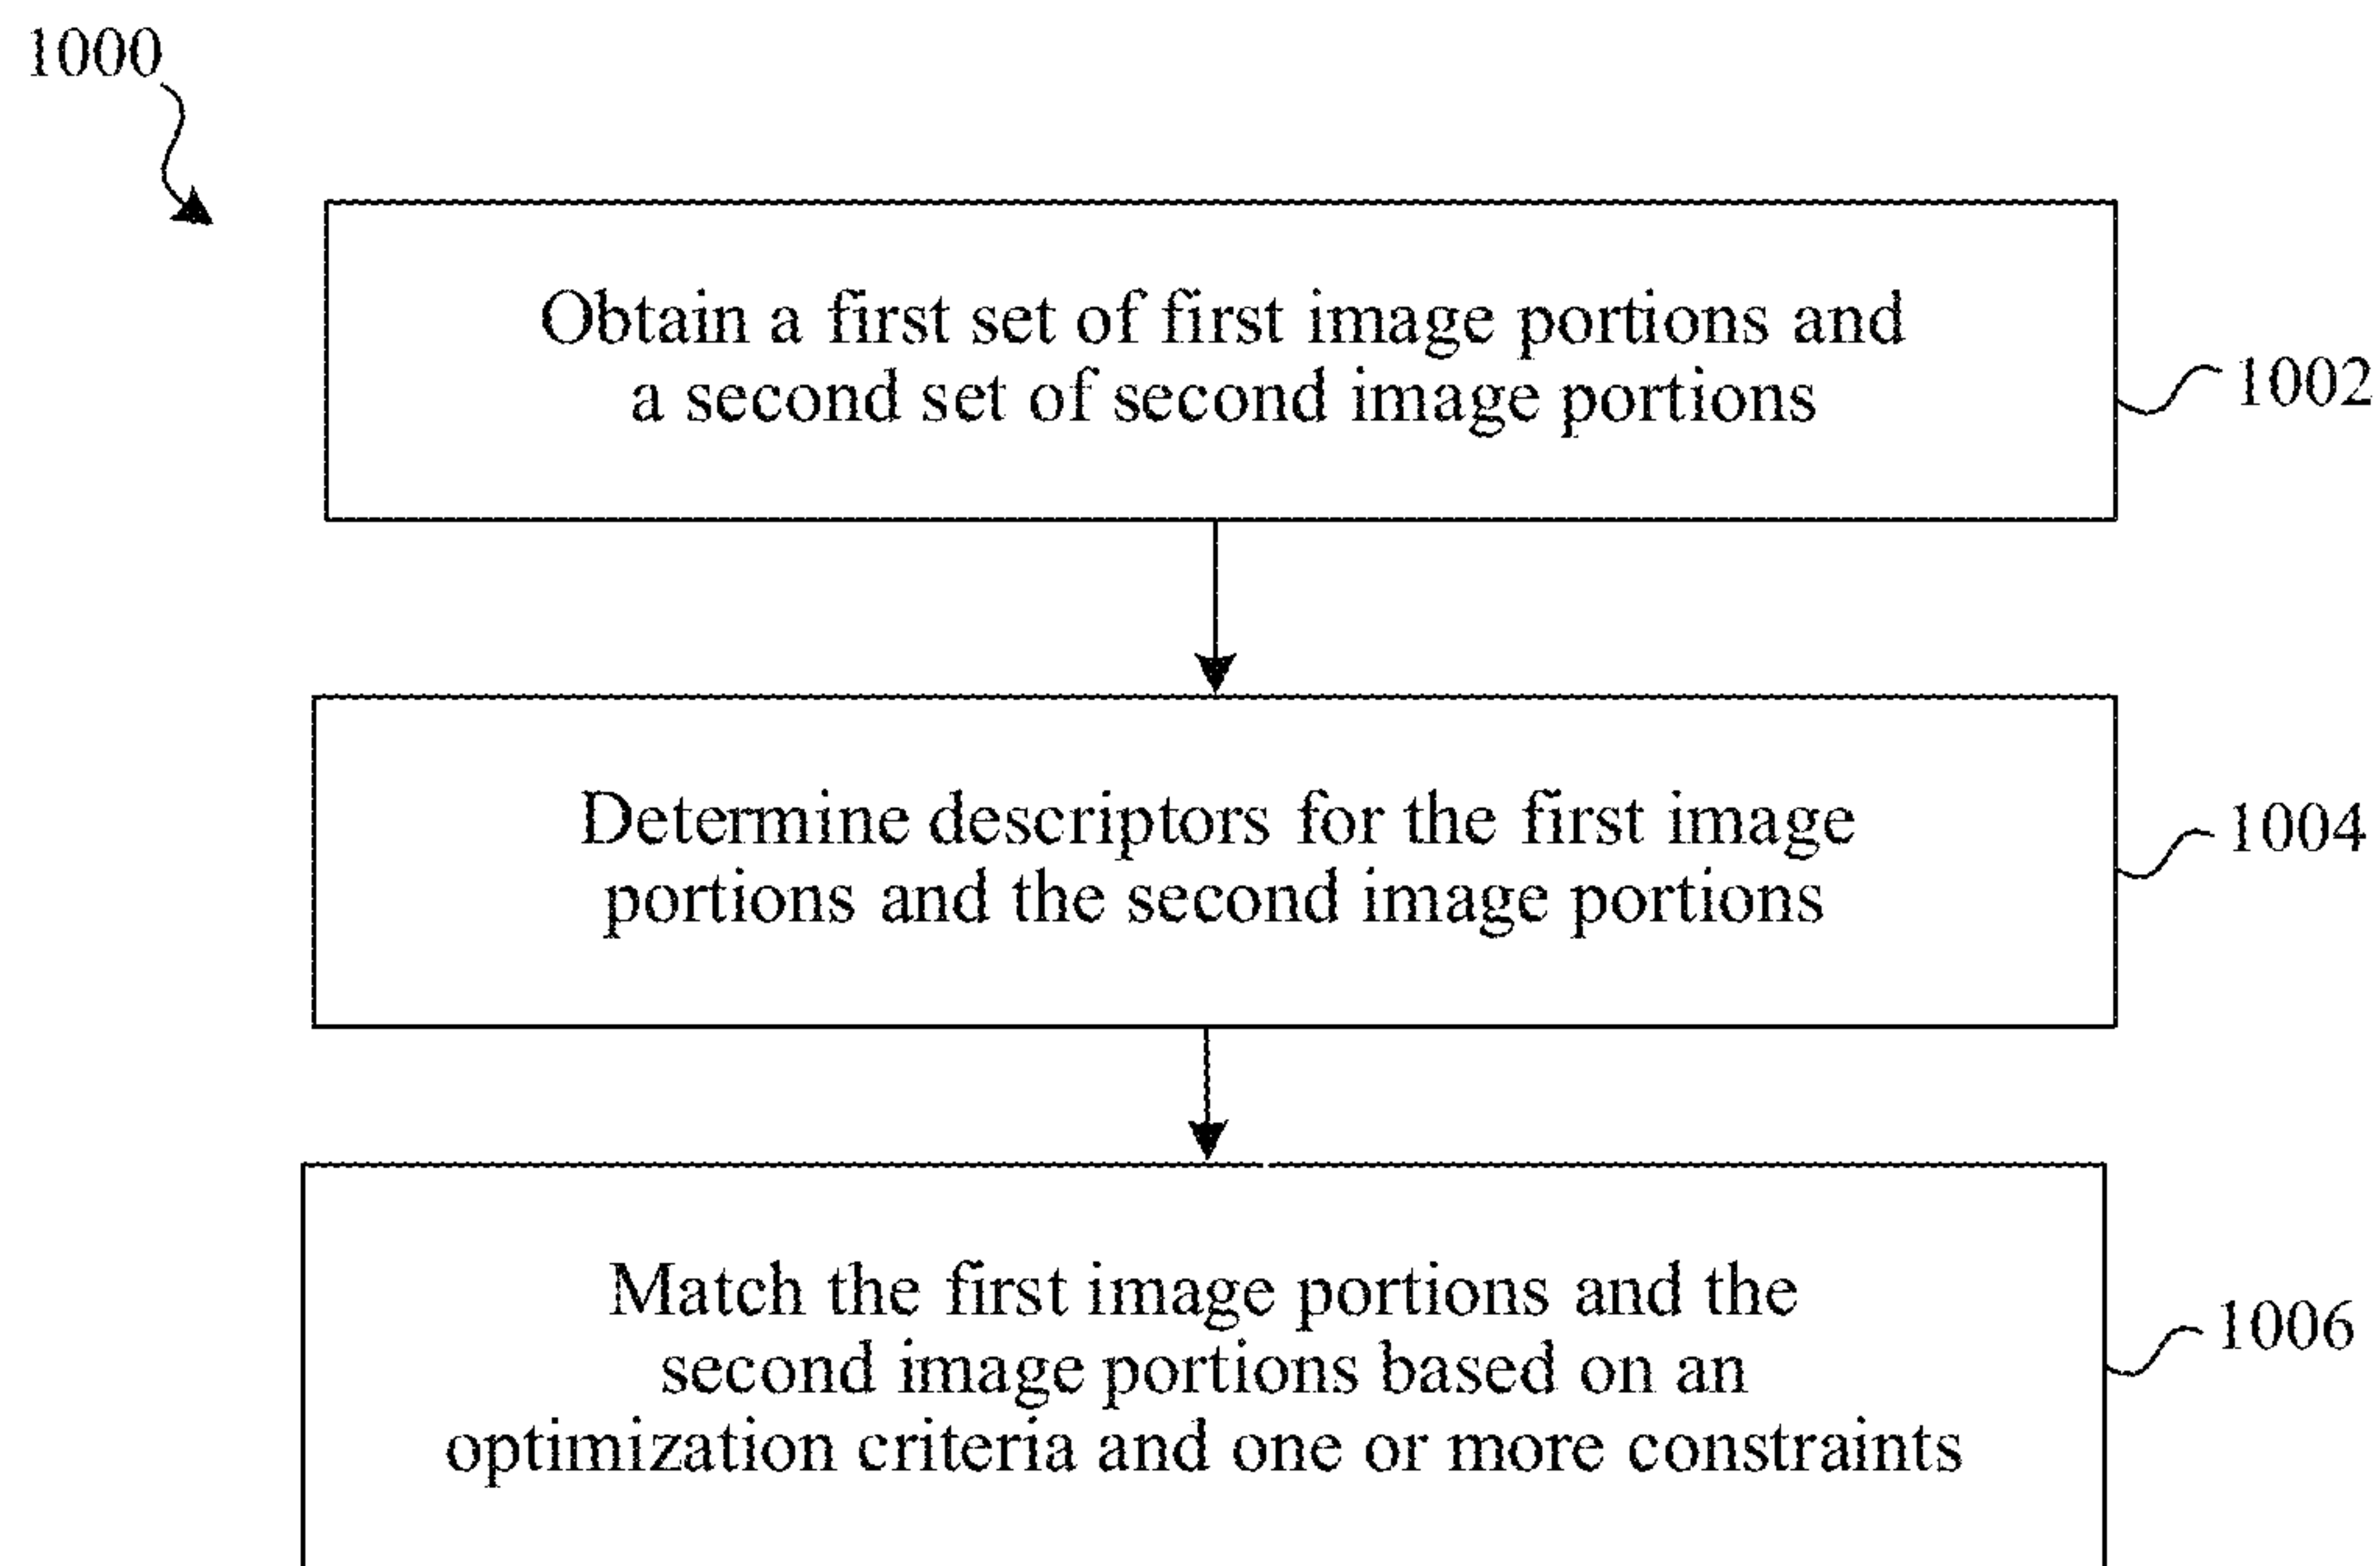 1000
Obtain a first set of first image portions and
a second set of second image portions
1002
Determine descriptors for the first image
portions and the second image portions
1004
Match the first image portions and the
second image portions based on an
optimization criteria and one or more constraints
1006